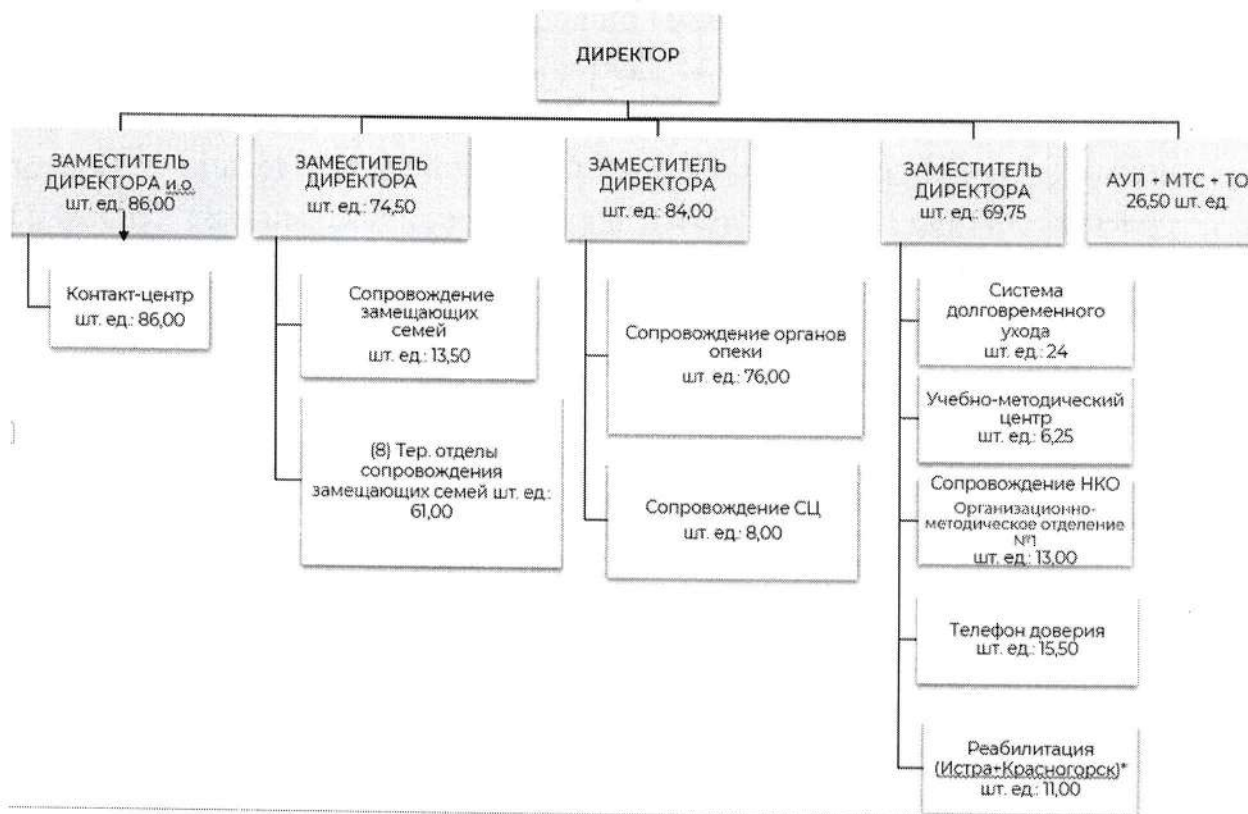 ДИРЕКТОР
ЗАМЕСТИТЕЛЬ
ДИРЕКТОРА и.о.
шт. ед.: 86,00
ЗАМЕСТИТЕЛЬ
ДИРЕКТОРА
шт. ед.: 74,50
ЗАМЕСТИТЕЛЬ
ДИРЕКТОРА
шт. ед.: 84,00
ЗАМЕСТИТЕЛЬ
ДИРЕКТОРА
шт. ед.: 69,75
АУП + МТС + ТО
26,50 шт. ед.
Контакт-центр
шт. ед.: 86,00
Сопровождение
замещающих
семей
шт. ед.: 13,50
(8) Тер. отделы
сопровождения
замещающих семей шт. ед.:
61,00
Сопровождение органов
опеки
шт. ед.: 76,00
Сопровождение СЦ
шт. ед.: 8,00
Система
долговременного
ухода
шт. ед.: 24
Учебно-методический
центр
шт. ед.: 6,25
Сопровождение НКО
Организационно-
методическое отделение
№1
шт. ед.: 13,00
Телефон доверия
шт. ед.: 15,50
Реабилитация
(Истра+Красногорск)*
шт. ед.: 11,00